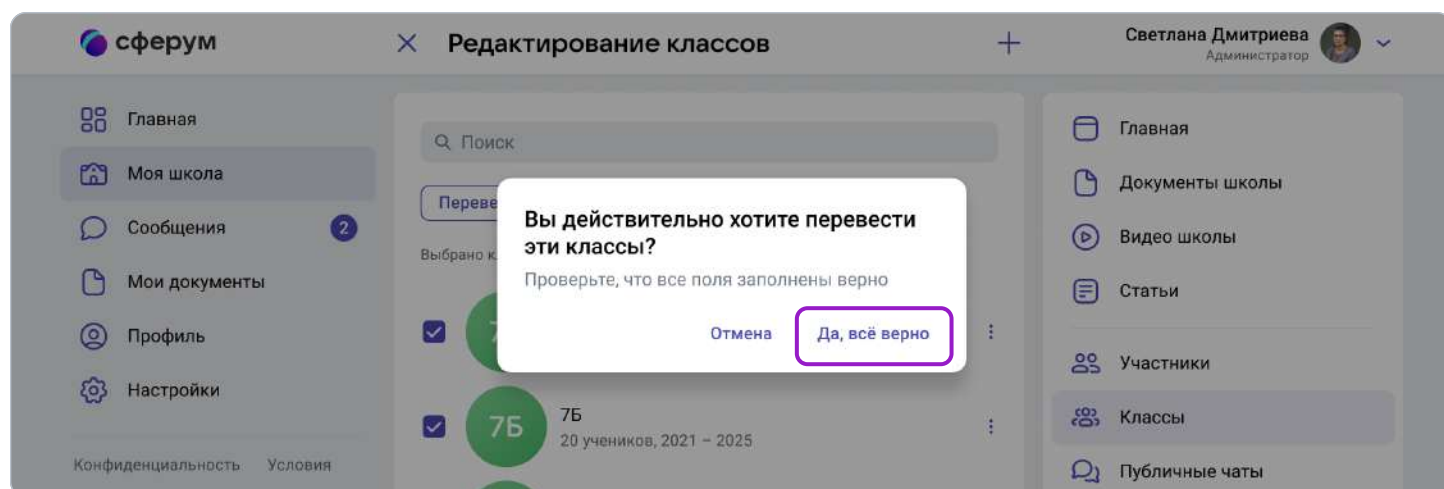 сферум
Редактирование классов
Светлана Дмитриева
Администратор
Главная
Моя школа
Сообщения
2
Мои документы
Профиль
Настройки
Конфиденциальность Условия
Поиск
Переве
Выбрано к
Вы действительно хотите перевести
эти классы?
Проверьте, что все поля заполнены верно
Отмена Да, всё верно
7
7Б
7Б
20 учеников, 2021 – 2025
Главная
Документы школы
Видео школы
Статьи
Участники
Классы
Публичные чаты